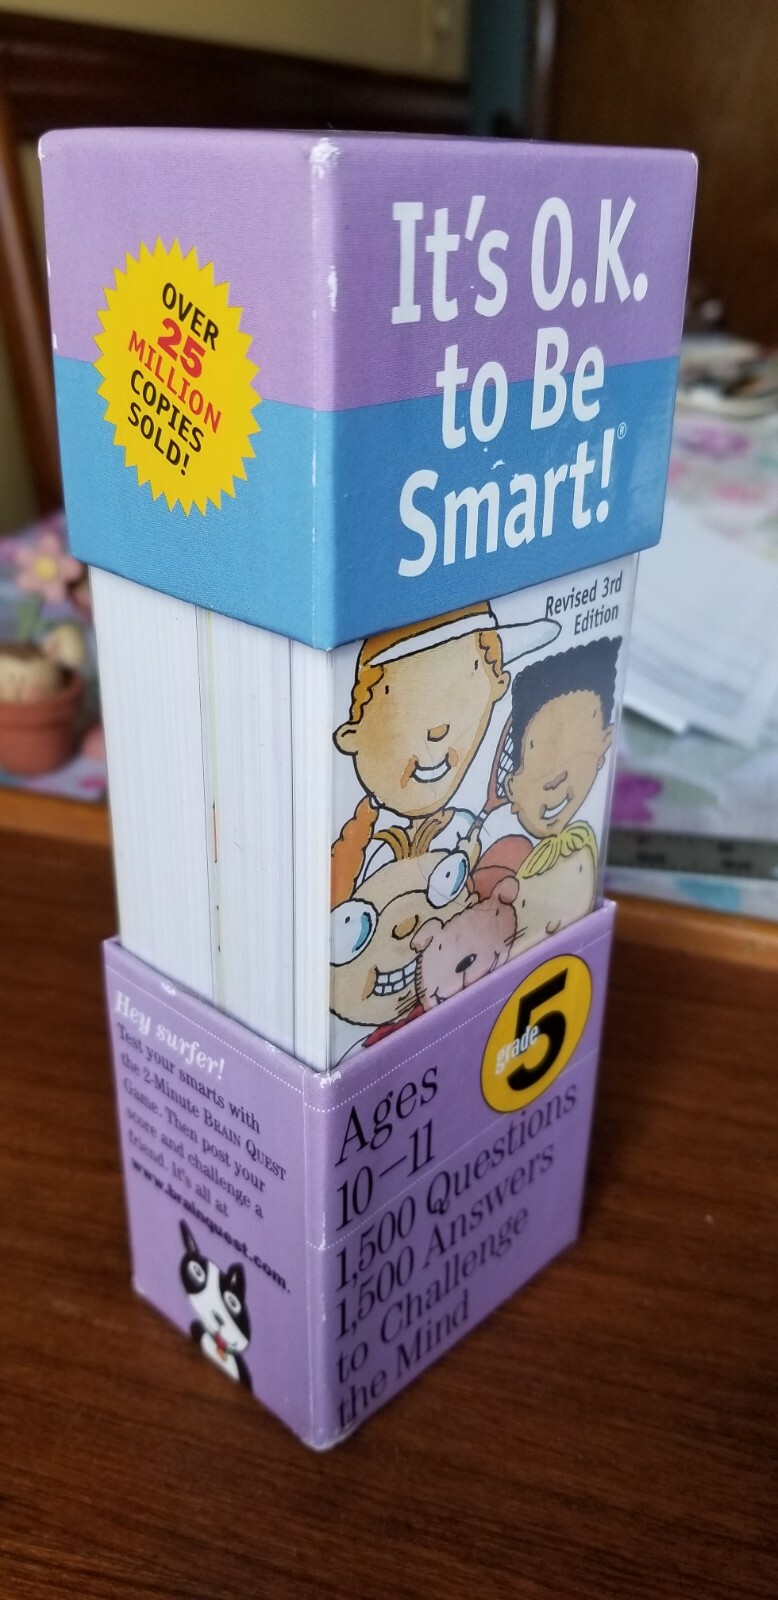 It's O.K.
to Be
Smart!®
OVER
25
MILLION
COPIES
SOLD!
Revised 3rd
Edition
grade 5
Ages
10–11
1,500 Questions
1,500 Answers
to Challenge
the Mind
Hey surfer!
Test your smarts with
the 2-Minute BRAIN QUEST
Game. Then post your
score and challenge a
friend. It's all at
www.brainquest.com.